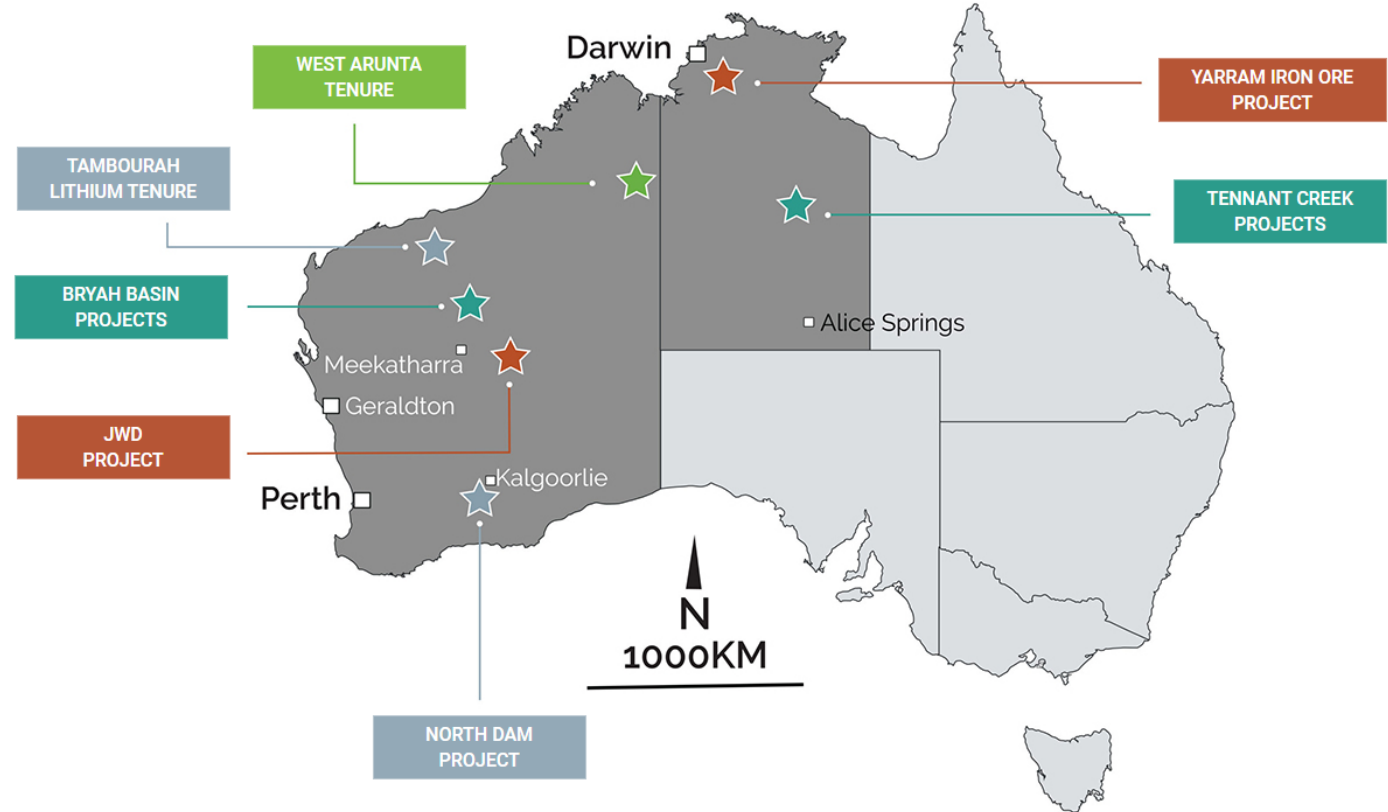 Darwin
WEST ARUNTA
TENURE
YARRAM IRON ORE
PROJECT
TAMBOURAH
LITHIUM TENURE
TENNANT CREEK
PROJECTS
BRYAH BASIN
PROJECTS
Alice Springs
Meekatharra
Geraldton
JWD
PROJECT
Kalgoorlie
Perth
N
1000KM
NORTH DAM
PROJECT